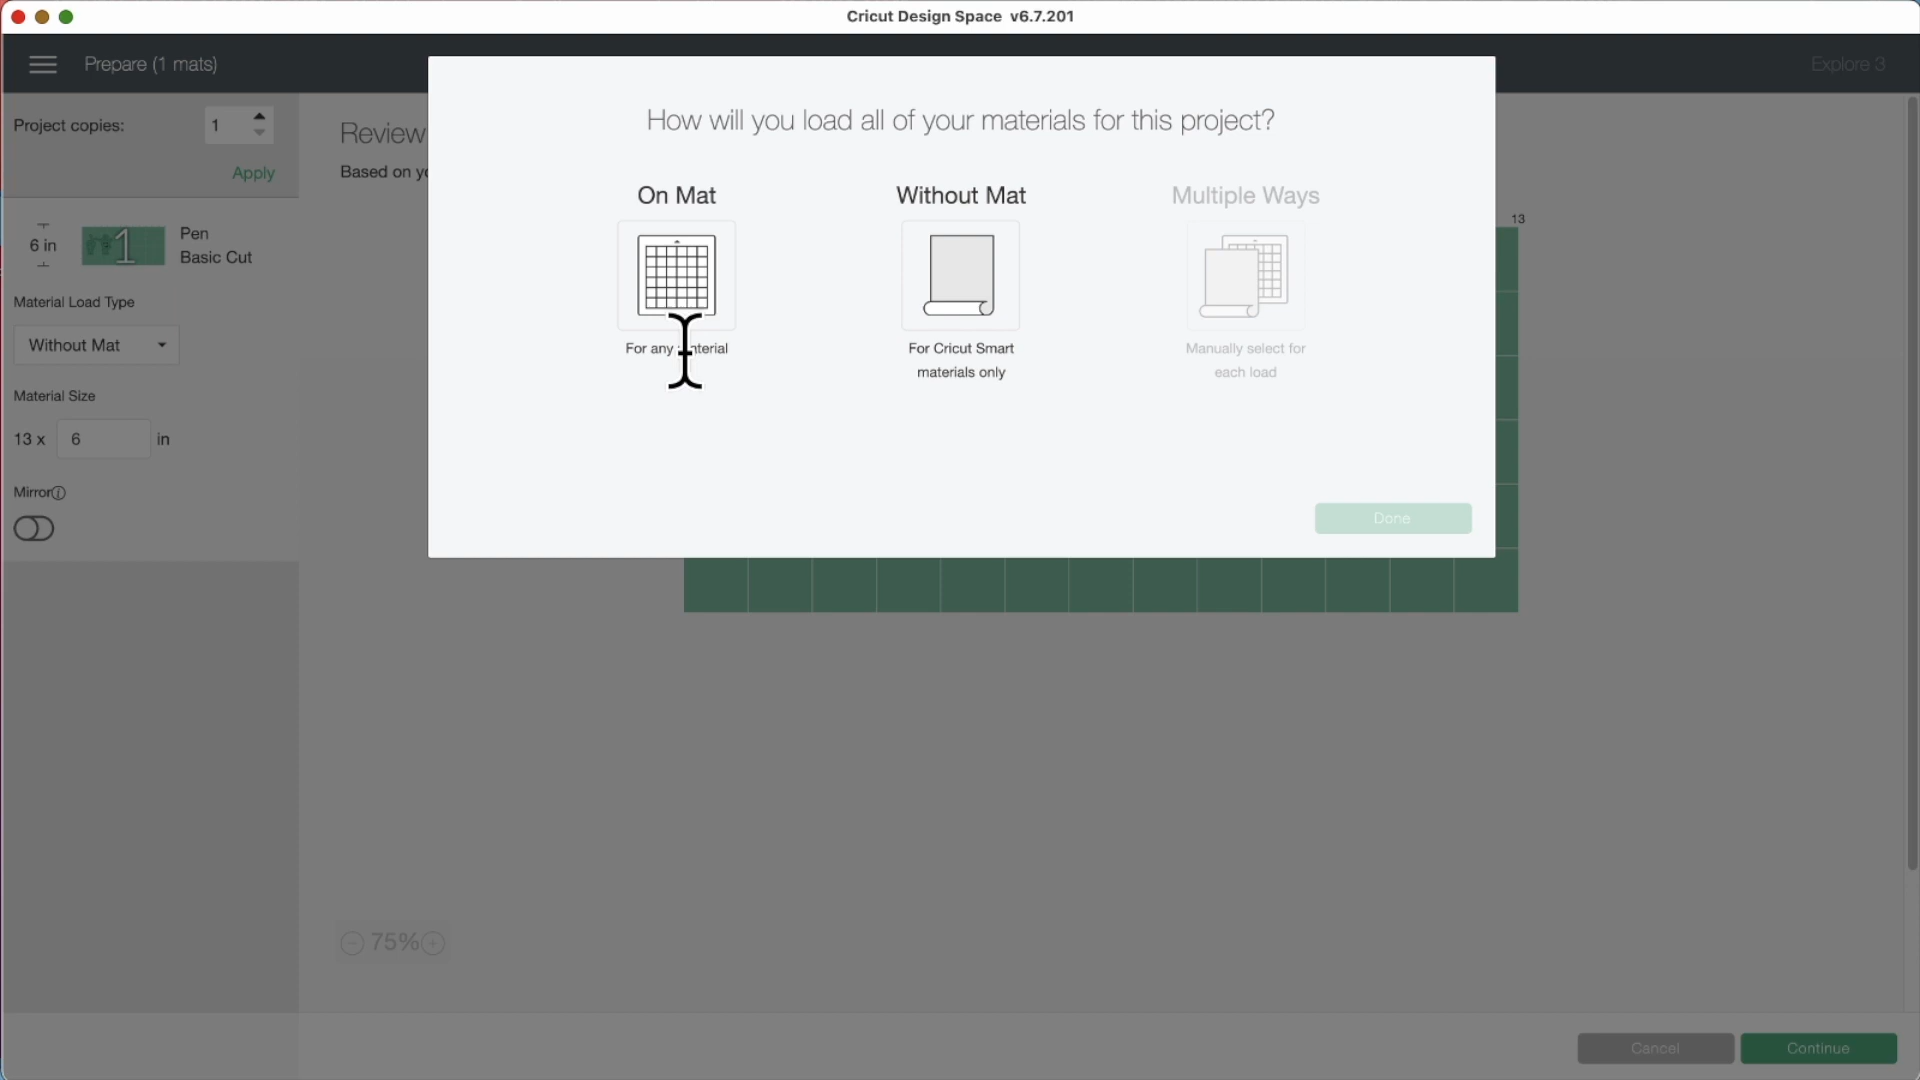 Cricut Design Space v6.7.201
Prepare (1 mats)
Explore 3
Project copies:
1
Apply
6 in
1
Pen
Basic Cut
Material Load Type
Without Mat
Material Size
13 x
6
in
Mirror
Review
Based on
13
How will you load all of your materials for this project?
On Mat
For any material
Without Mat
For Cricut Smart
materials only
Multiple Ways
Manually select for
each load
Done
75%
Cancel
Continue